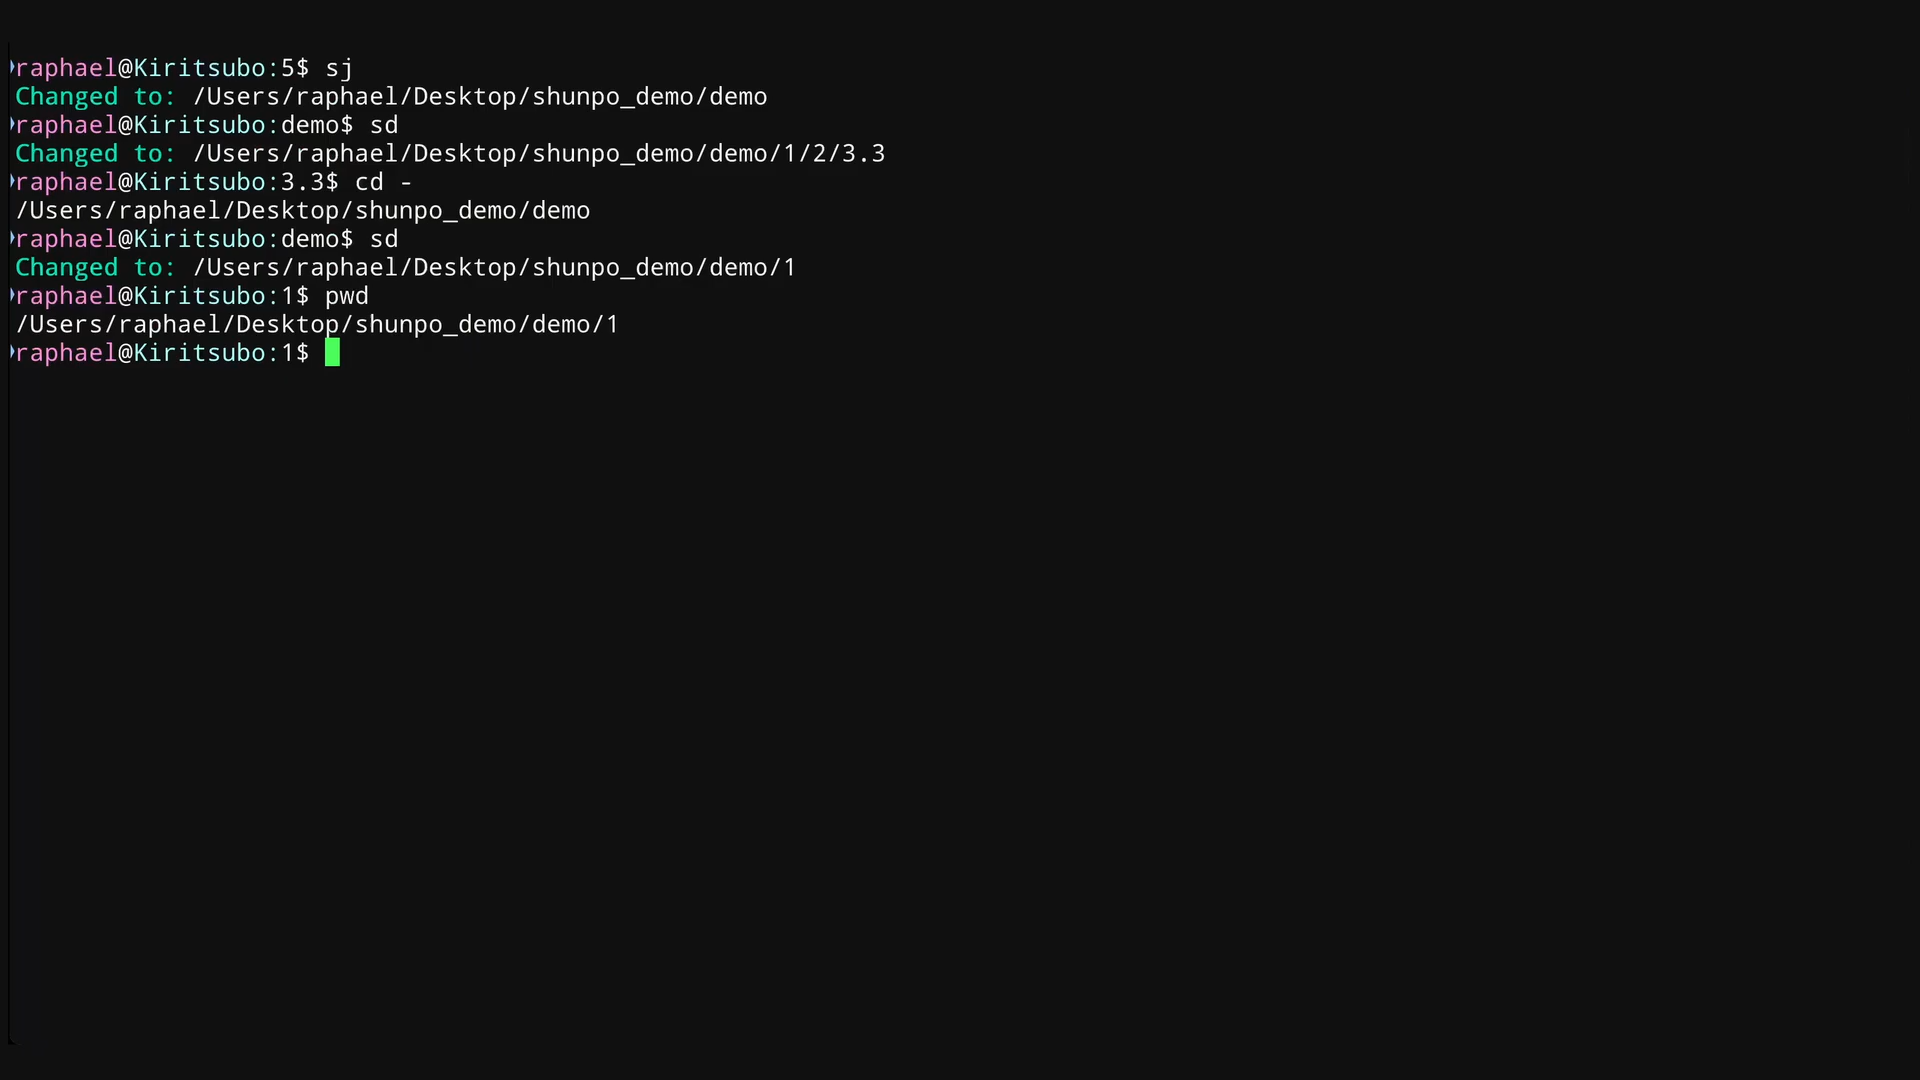 raphael@Kiritsubo:5$ sj
Changed to: /Users/raphael/Desktop/shunpo_demo/demo
raphael@Kiritsubo:demo$ sd
Changed to: /Users/raphael/Desktop/shunpo_demo/demo/1/2/3.3
raphael@Kiritsubo:3.3$ cd -
/Users/raphael/Desktop/shunpo_demo/demo
raphael@Kiritsubo:demo$ sd
Changed to: /Users/raphael/Desktop/shunpo_demo/demo/1
raphael@Kiritsubo:1$ pwd
/Users/raphael/Desktop/shunpo_demo/demo/1
raphael@Kiritsubo:1$